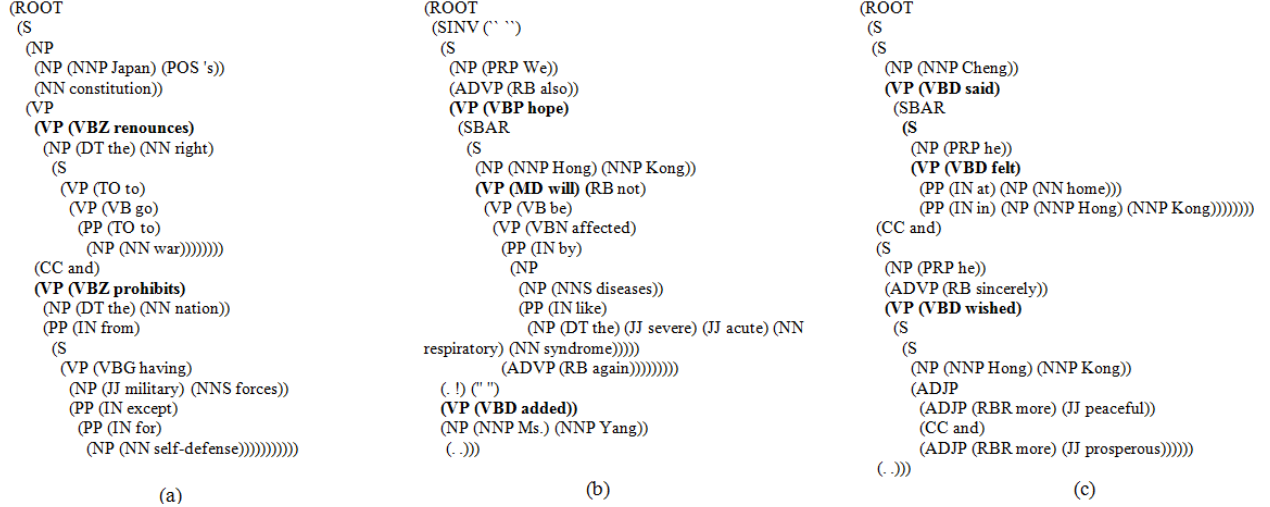 (ROOT
(S
(NP
(NP (NNP Japan) (POS 's))
(NN constitution))
(VP
(VP (VBZ renounces)
(NP (DT the) (NN right)
(S
(VP (TO to)
(VP (VB go)
(PP (TO to)
(NP (NN war))))))))
(CC and)
(VP (VBZ prohibits)
(NP (DT the) (NN nation))
(PP (IN from)
(S
(VP (VBG having)
(NP (JJ military) (NNS forces))
(PP (IN except)
(PP (IN for)
(NP (NN self-defense)))))))))))
(a)
(ROOT
(SINV (`` ``)
(S
(NP (PRP We))
(ADVP (RB also))
(VP (VBP hope)
(SBAR
(S
(NP (NNP Hong) (NNP Kong))
(VP (MD will) (RB not)
(VP (VB be)
(VP (VBN affected)
(PP (IN by)
(NP
(NP (NNS diseases))
(PP (IN like)
(NP (DT the) (JJ severe) (JJ acute) (NN
respiratory) (NN syndrome)))))
(ADVP (RB again)))))))))
(. !) ('' '')
(VP (VBD added))
(NP (NNP Ms.) (NNP Yang))
(. .)))
(b)
(ROOT
(S
(S
(NP (NNP Cheng))
(VP (VBD said)
(SBAR
(S
(NP (PRP he))
(VP (VBD felt)
(PP (IN at) (NP (NN home)))
(PP (IN in) (NP (NNP Hong) (NNP Kong))))))))
(CC and)
(S
(NP (PRP he))
(ADVP (RB sincerely))
(VP (VBD wished)
(S
(S
(NP (NNP Hong) (NNP Kong))
(ADJP
(ADJP (RBR more) (JJ peaceful))
(CC and)
(ADJP (RBR more) (JJ prosperous))))))
(. .)))
(c)